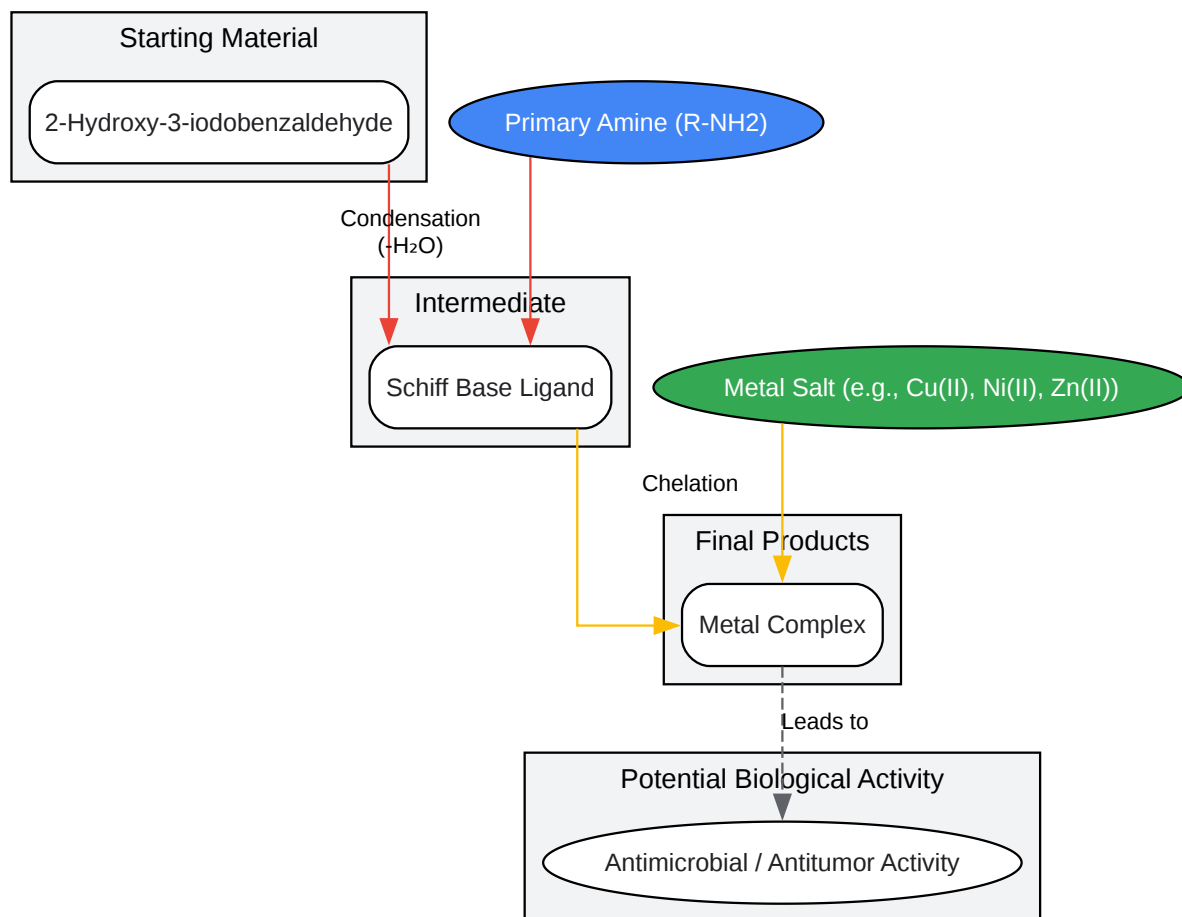 Starting Material
2-Hydroxy-3-iodobenzaldehyde
Primary Amine (R-NH2)
Condensation
(-H₂O)
Intermediate
Schiff Base Ligand
Metal Salt (e.g., Cu(II), Ni(II), Zn(II))
Chelation
Final Products
Metal Complex
Leads to
Potential Biological Activity
Antimicrobial / Antitumor Activity